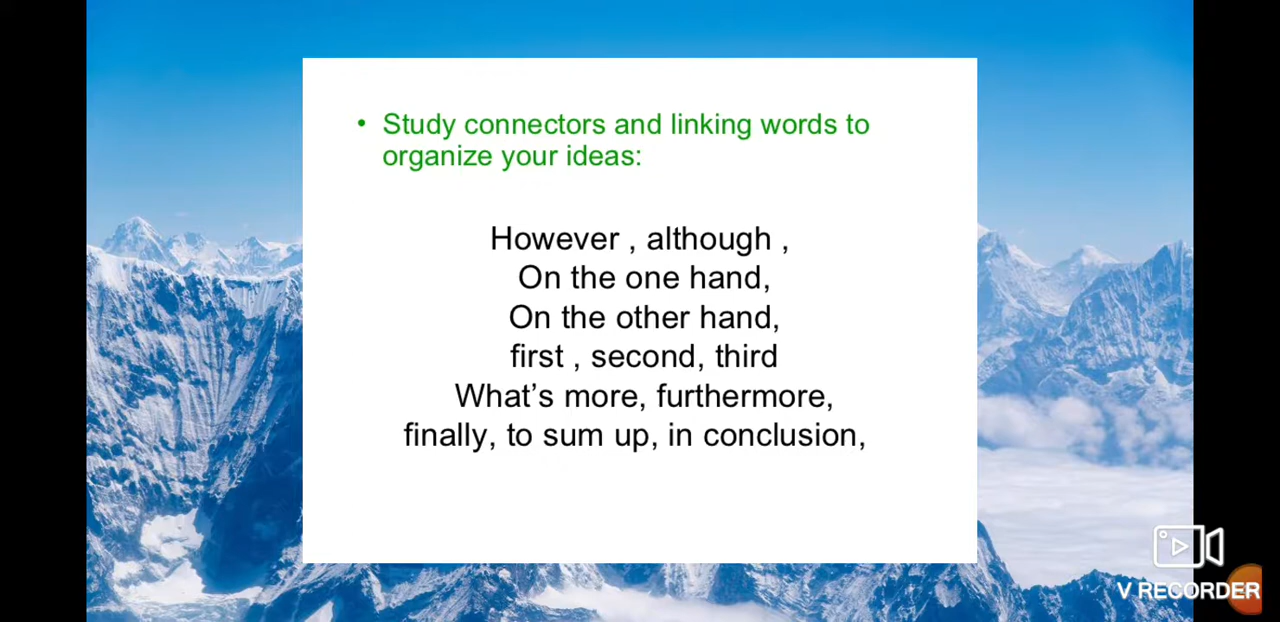 • Study connectors and linking words to
organize your ideas:
However , although ,
On the one hand,
On the other hand,
first , second, third
What’s more, furthermore,
finally, to sum up, in conclusion,
V RECORDER